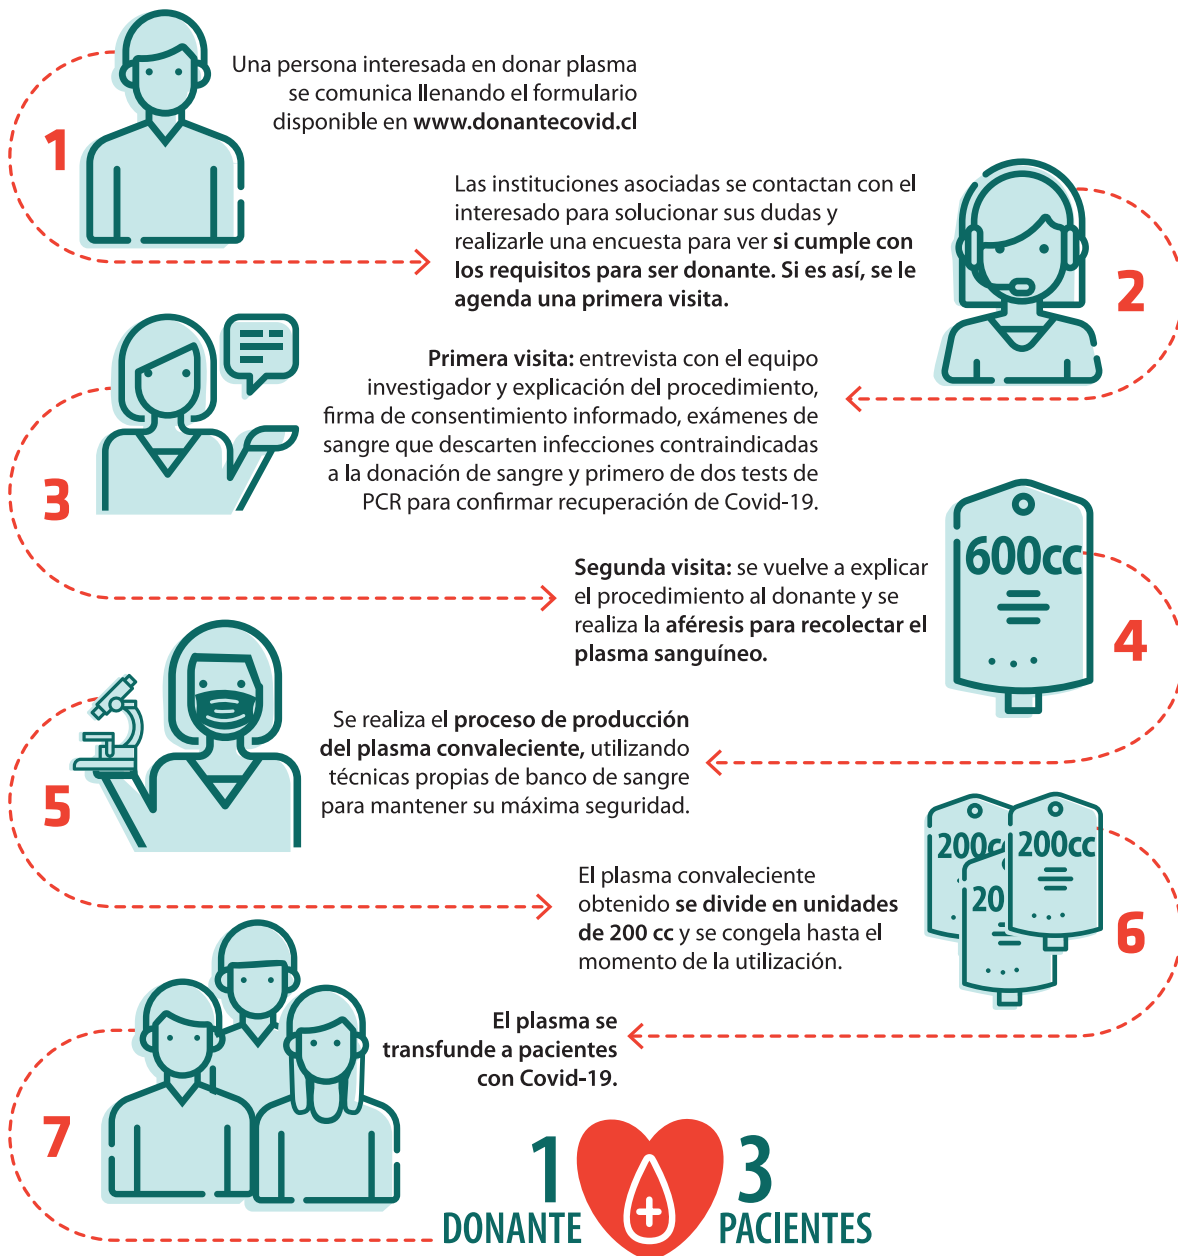 1
Una persona interesada en donar plasma
se comunica llenando el formulario
disponible en www.donantecovid.cl
2
Las instituciones asociadas se contactan con el
interesado para solucionar sus dudas y
realizarle una encuesta para ver si cumple con
los requisitos para ser donante. Si es así, se le
agenda una primera visita.
3
Primera visita: entrevista con el equipo
investigador y explicación del procedimiento,
firma de consentimiento informado, exámenes de
sangre que descarten infecciones contraindicadas
a la donación de sangre y primero de dos tests de
PCR para confirmar recuperación de Covid-19.
4
600cc
Segunda visita: se vuelve a explicar
el procedimiento al donante y se
realiza la aféresis para recolectar el
plasma sanguíneo.
5
Se realiza el proceso de producción
del plasma convaleciente, utilizando
técnicas propias de banco de sangre
para mantener su máxima seguridad.
6
200c
200cc
20
El plasma convaleciente
obtenido se divide en unidades
de 200 cc y se congela hasta el
momento de la utilización.
7
El plasma se
transfunde a pacientes
con Covid-19.
1 3
DONANTE PACIENTES